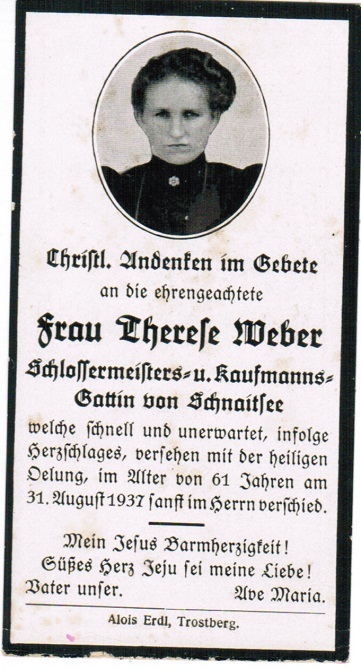 Christl. Andenken im Gebete
an die ehrengeachtete
Frau Therese Weber
Schlossermeisters- u. Kaufmanns-
Gattin von Schnaitsee
welche schnell und unerwartet, infolge
Herzschlages, versehen mit der heiligen
Oelung, im Alter von 61 Jahren am
31. August 1937 sanft im Herrn verschied.
Mein Jesus Barmherzigkeit!
Süßes Herz Jesu sei meine Liebe!
Vater unser. Ave Maria.
Alois Erdl, Trostberg.